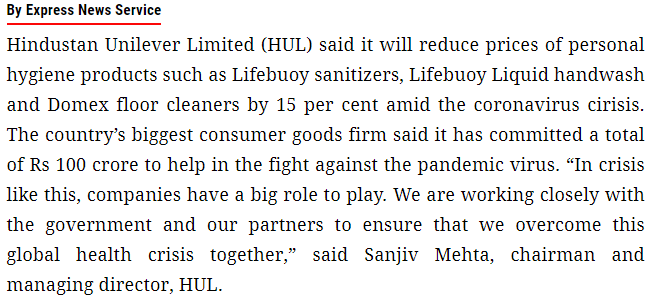 By Express News Service
Hindustan Unilever Limited (HUL) said it will reduce prices of personal
hygiene products such as Lifebuoy sanitizers, Lifebuoy Liquid handwash
and Domex floor cleaners by 15 per cent amid the coronavirus cirisis.
The country’s biggest consumer goods firm said it has committed a total
of Rs 100 crore to help in the fight against the pandemic virus. “In crisis
like this, companies have a big role to play. We are working closely with
the government and our partners to ensure that we overcome this
global health crisis together,” said Sanjiv Mehta, chairman and
managing director, HUL.